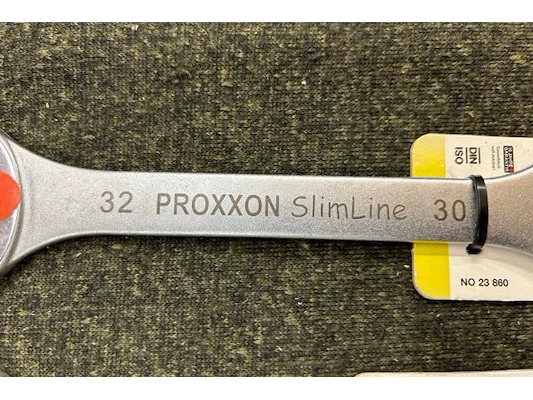 32 PROXXON SlimLine 30
DIN
ISO
NO 23 860